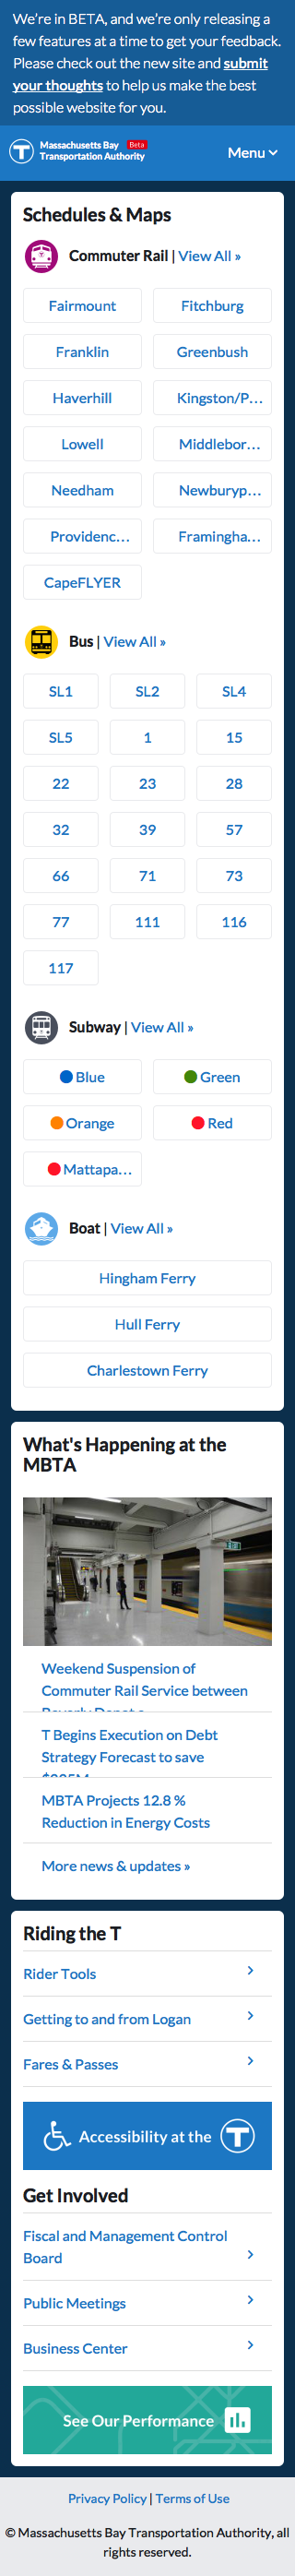 We're in BETA, and we're only releasing a
few features at a time to get your feedback.
Please check out the new site and submit
your thoughts to help us make the best
possible website for you.
Massachusetts Bay Beta
Transportation Authority
Menu
Schedules & Maps
Commuter Rail | View All »
Fairmount Fitchburg
Franklin Greenbush
Haverhill Kingston/P…
Lowell Middlebor…
Needham Newburyp…
Providenc… Framingha…
CapeFLYER
Bus | View All »
SL1 SL2 SL4
SL5 1 15
22 23 28
32 39 57
66 71 73
77 111 116
117
Subway | View All »
Blue Green
Orange Red
Mattapa…
Boat | View All »
Hingham Ferry
Hull Ferry
Charlestown Ferry
What's Happening at the
MBTA
Weekend Suspension of
Commuter Rail Service between
T Begins Execution on Debt
Strategy Forecast to save
MBTA Projects 12.8 %
Reduction in Energy Costs
More news & updates »
Riding the T
Rider Tools
Getting to and from Logan
Fares & Passes
Accessibility at the T
Get Involved
Fiscal and Management Control
Board
Public Meetings
Business Center
See Our Performance
Privacy Policy | Terms of Use
© Massachusetts Bay Transportation Authority, all
rights reserved.